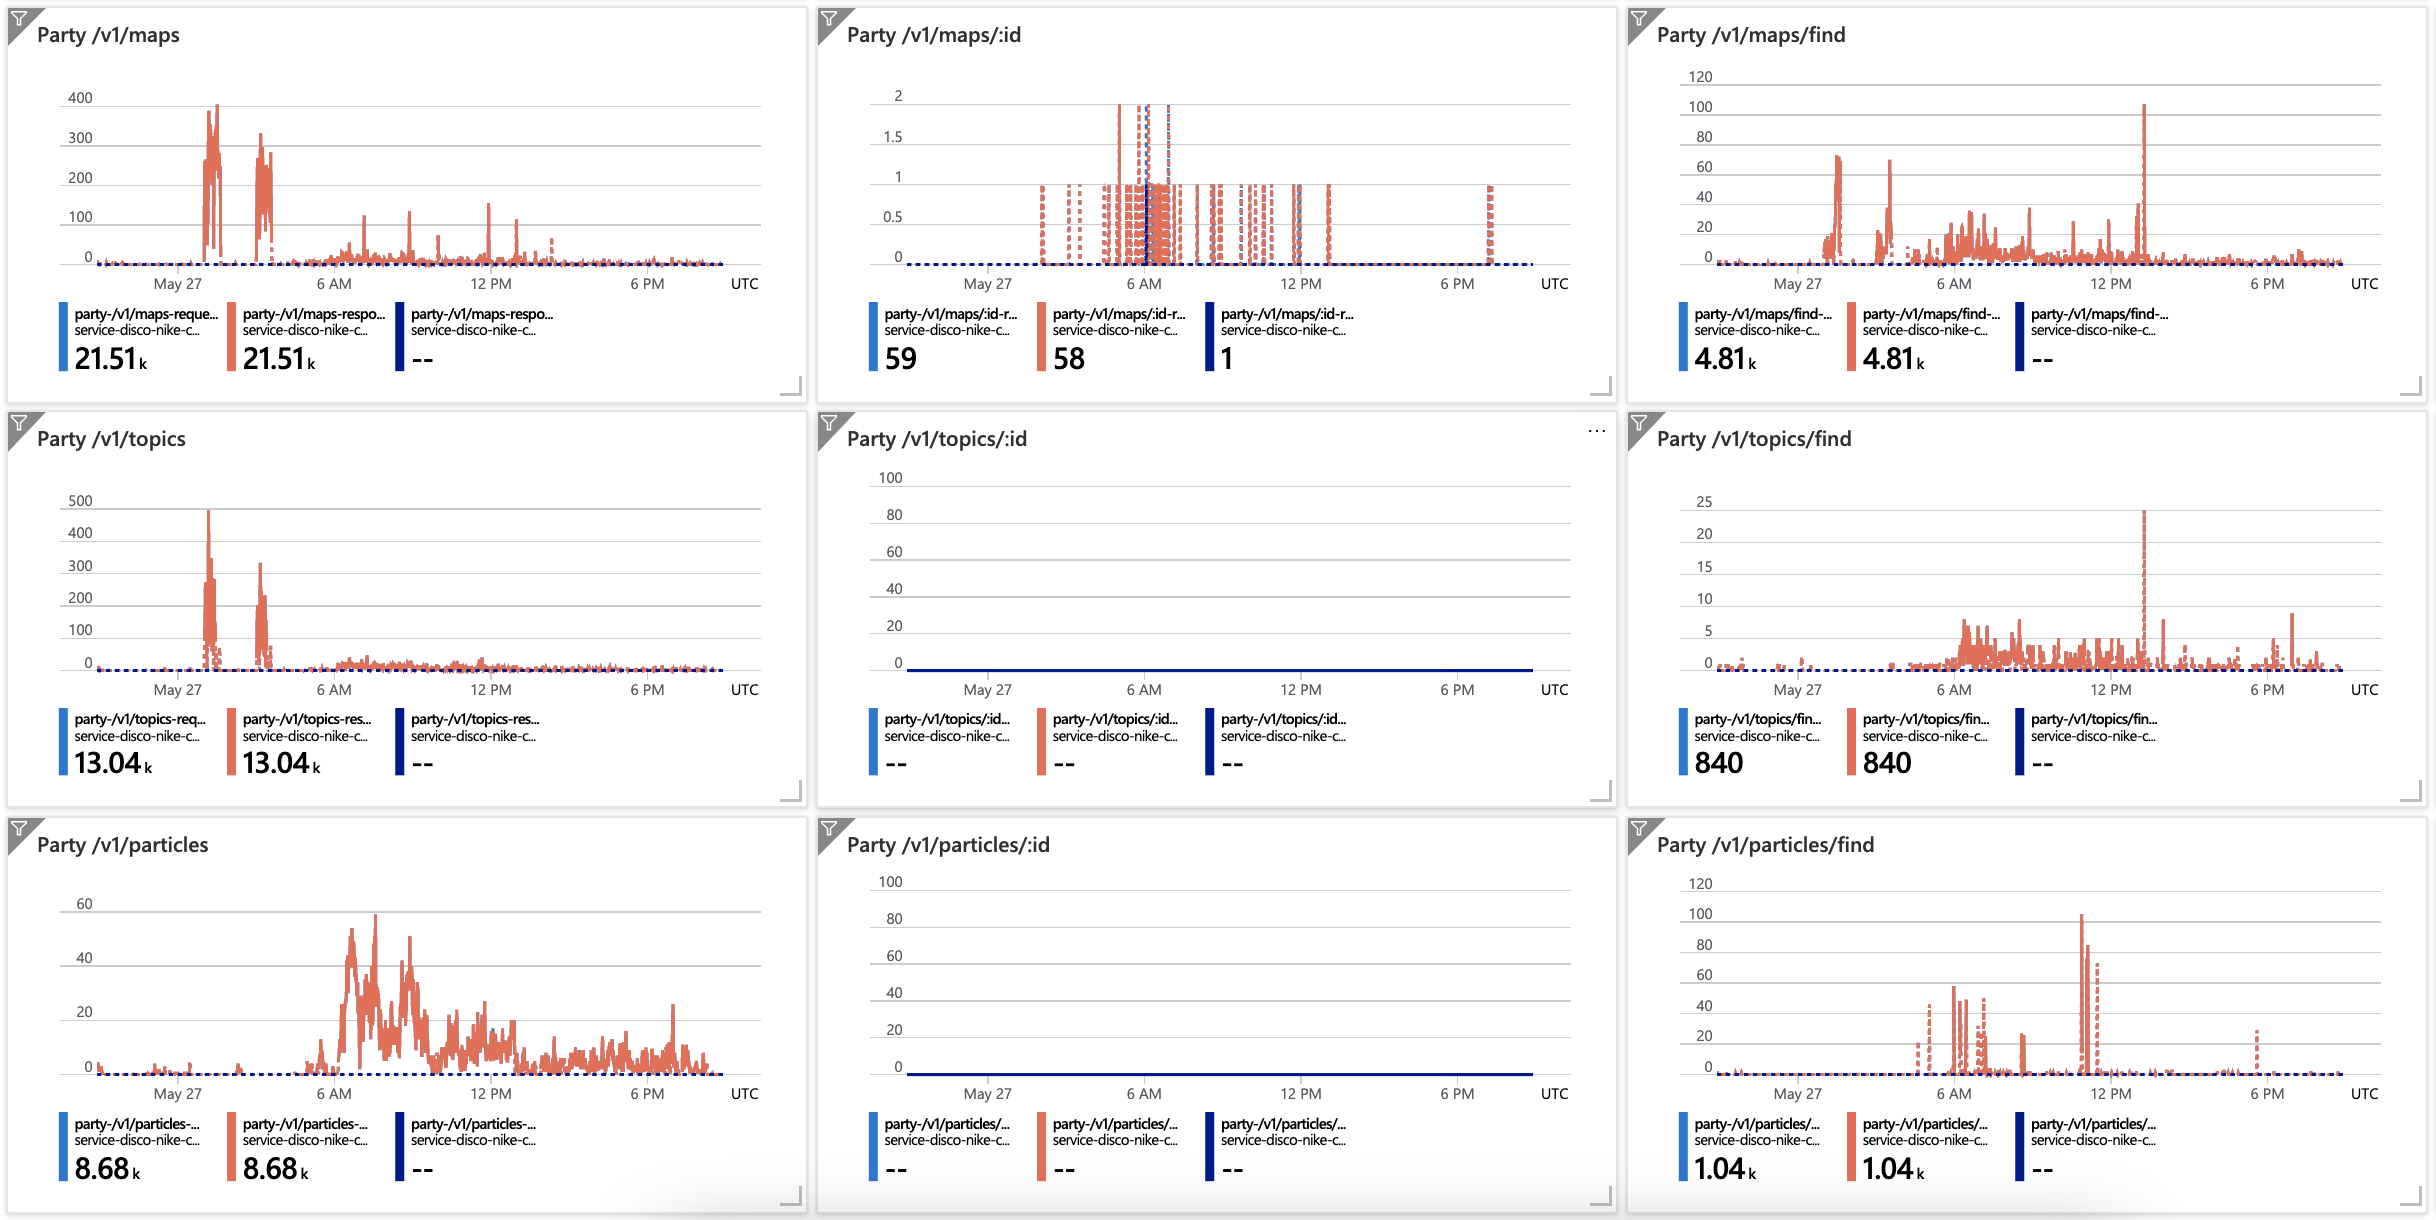 Party /v1/maps
400
300
200
100
0
May 27 6 AM 12 PM 6 PM UTC
party-/v1/maps-reque... party-/v1/maps-respo... party-/v1/maps-respo...
service-disco-nike-c... service-disco-nike-c... service-disco-nike-c...
21.51 k 21.51 k --
Party /v1/maps/:id
2
1.5
1
0.5
0
May 27 6 AM 12 PM 6 PM UTC
party-/v1/maps/:id-r... party-/v1/maps/:id-r... party-/v1/maps/:id-r...
service-disco-nike-c... service-disco-nike-c... service-disco-nike-c...
59 58 1
Party /v1/maps/find
120
100
80
60
40
20
0
May 27 6 AM 12 PM 6 PM UTC
party-/v1/maps/find-... party-/v1/maps/find-... party-/v1/maps/find-...
service-disco-nike-c... service-disco-nike-c... service-disco-nike-c...
4.81 k 4.81 k --
Party /v1/topics
500
400
300
200
100
0
May 27 6 AM 12 PM 6 PM UTC
party-/v1/topics-req... party-/v1/topics-res... party-/v1/topics-res...
service-disco-nike-c... service-disco-nike-c... service-disco-nike-c...
13.04 k 13.04 k --
Party /v1/topics/:id ...
100
80
60
40
20
0
May 27 6 AM 12 PM 6 PM UTC
party-/v1/topics/:id... party-/v1/topics/:id... party-/v1/topics/:id...
service-disco-nike-c... service-disco-nike-c... service-disco-nike-c...
-- -- --
Party /v1/topics/find
25
20
15
10
5
0
May 27 6 AM 12 PM 6 PM UTC
party-/v1/topics/fin... party-/v1/topics/fin... party-/v1/topics/fin...
service-disco-nike-c... service-disco-nike-c... service-disco-nike-c...
840 840 --
Party /v1/particles
60
40
20
0
May 27 6 AM 12 PM 6 PM UTC
party-/v1/particles-... party-/v1/particles-... party-/v1/particles-...
service-disco-nike-c... service-disco-nike-c... service-disco-nike-c...
8.68 k 8.68 k --
Party /v1/particles/:id
100
80
60
40
20
0
May 27 6 AM 12 PM 6 PM UTC
party-/v1/particles/... party-/v1/particles/... party-/v1/particles/...
service-disco-nike-c... service-disco-nike-c... service-disco-nike-c...
-- -- --
Party /v1/particles/find
120
100
80
60
40
20
0
May 27 6 AM 12 PM 6 PM UTC
party-/v1/particles/... party-/v1/particles/... party-/v1/particles/...
service-disco-nike-c... service-disco-nike-c... service-disco-nike-c...
1.04 k 1.04 k --